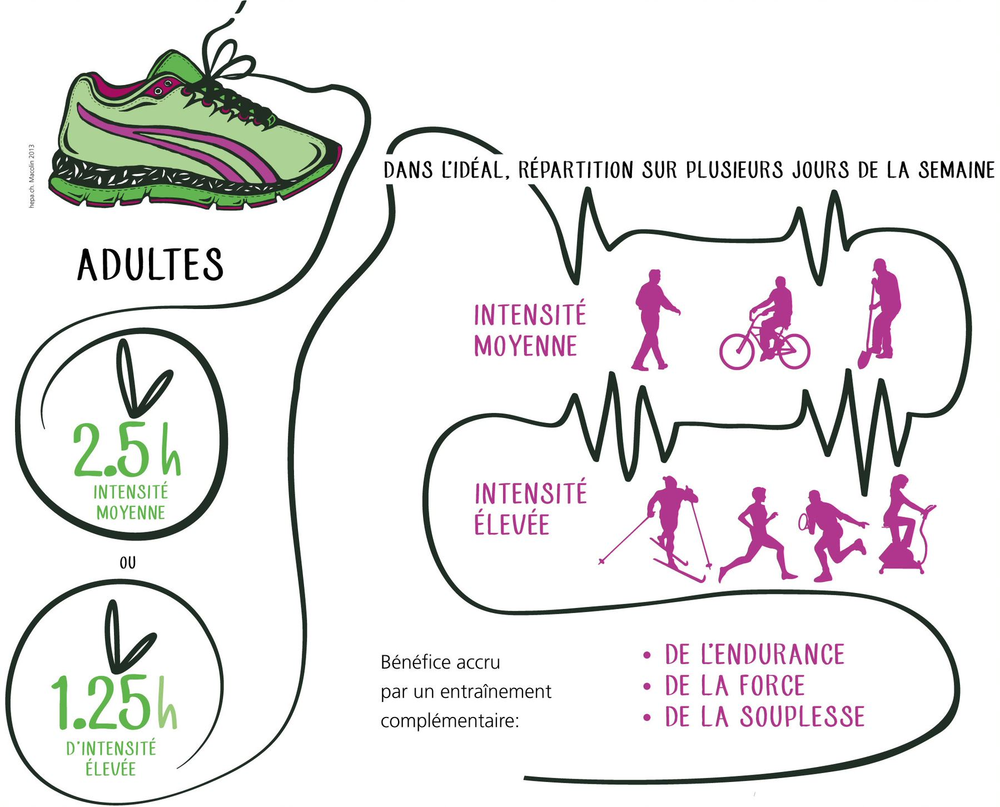 hepa.ch. Macolin 2013
ADULTES
2.5 h
INTENSITÉ
MOYENNE
OU
1.25 h
D'INTENSITÉ
ÉLEVÉE
DANS L'IDÉAL, RÉPARTITION SUR PLUSIEURS JOURS DE LA SEMAINE
INTENSITÉ
MOYENNE
INTENSITÉ
ÉLEVÉE
Bénéfice accru
par un entraînement
complémentaire:
• DE L'ENDURANCE
• DE LA FORCE
• DE LA SOUPLESSE